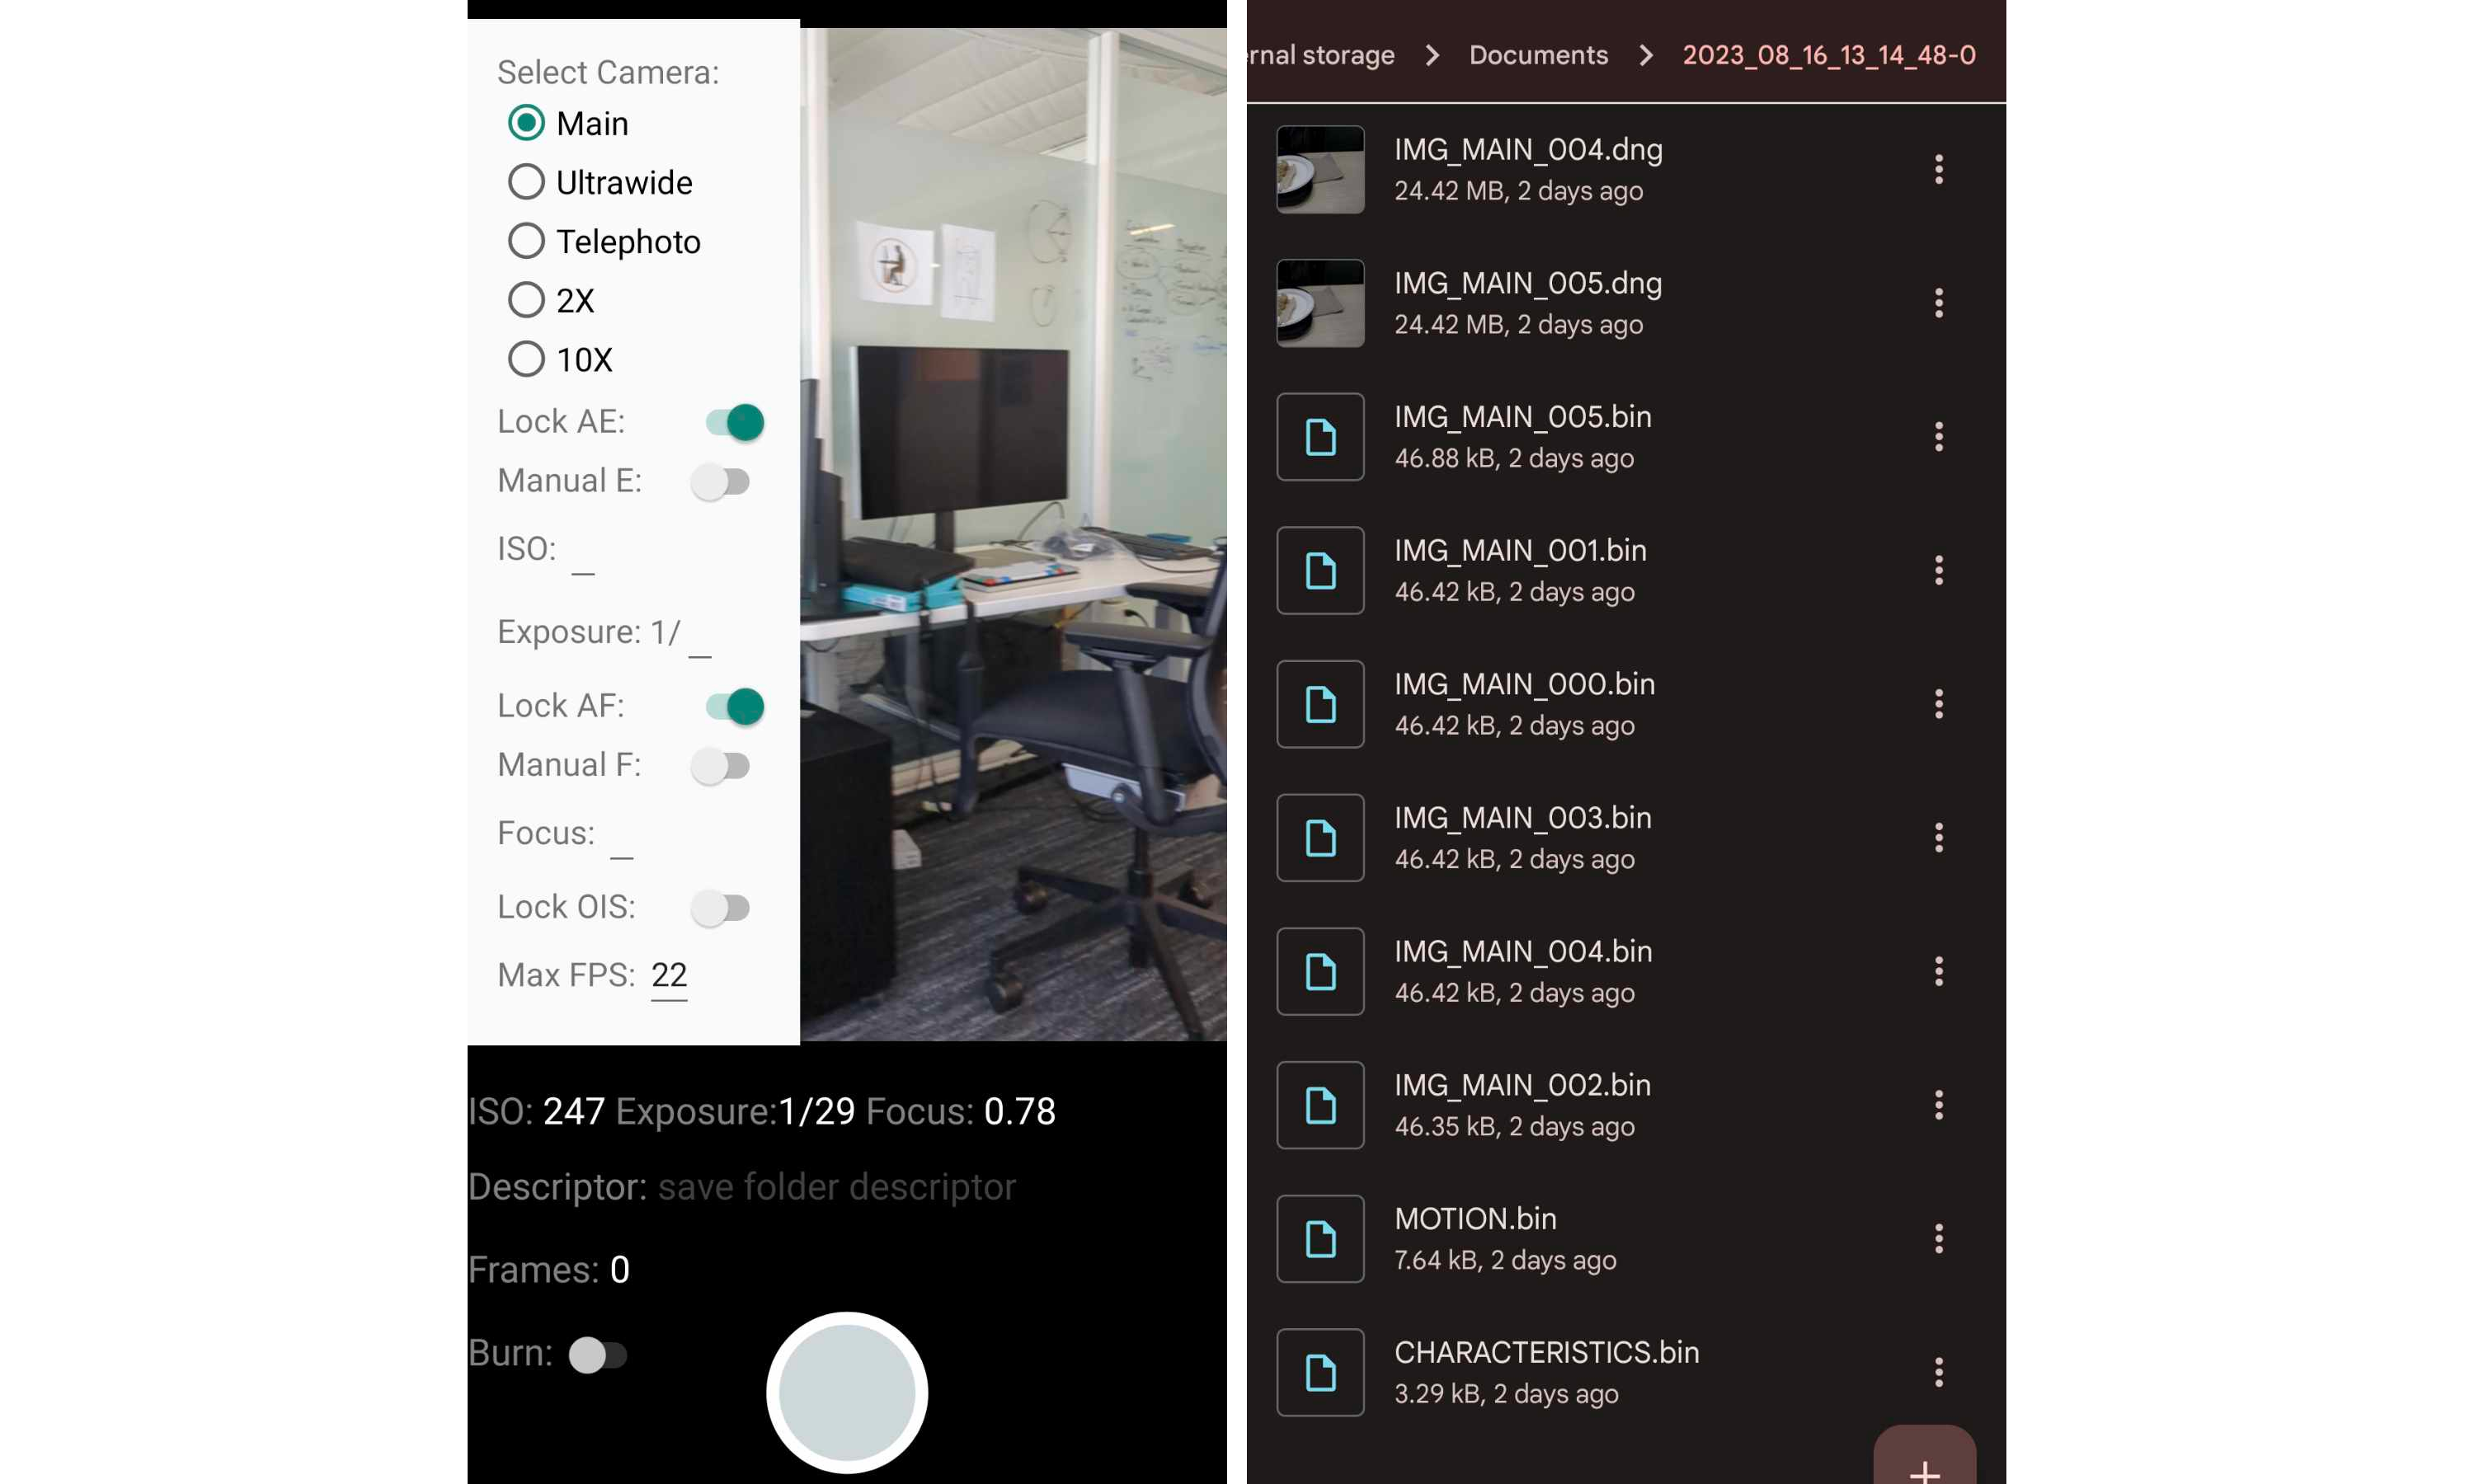 Select Camera:
Main
Ultrawide
Telephoto
2X
10X
Lock AE:
Manual E:
ISO: _
Exposure: 1/ _
Lock AF:
Manual F:
Focus: _
Lock OIS:
Max FPS: 22
ISO: 247 Exposure:1/29 Focus: 0.78
Descriptor: save folder descriptor
Frames: 0
Burn:
ernal storage > Documents > 2023_08_16_13_14_48-0
IMG_MAIN_004.dng
24.42 MB, 2 days ago
IMG_MAIN_005.dng
24.42 MB, 2 days ago
IMG_MAIN_005.bin
46.88 kB, 2 days ago
IMG_MAIN_001.bin
46.42 kB, 2 days ago
IMG_MAIN_000.bin
46.42 kB, 2 days ago
IMG_MAIN_003.bin
46.42 kB, 2 days ago
IMG_MAIN_004.bin
46.42 kB, 2 days ago
IMG_MAIN_002.bin
46.35 kB, 2 days ago
MOTION.bin
7.64 kB, 2 days ago
CHARACTERISTICS.bin
3.29 kB, 2 days ago
+